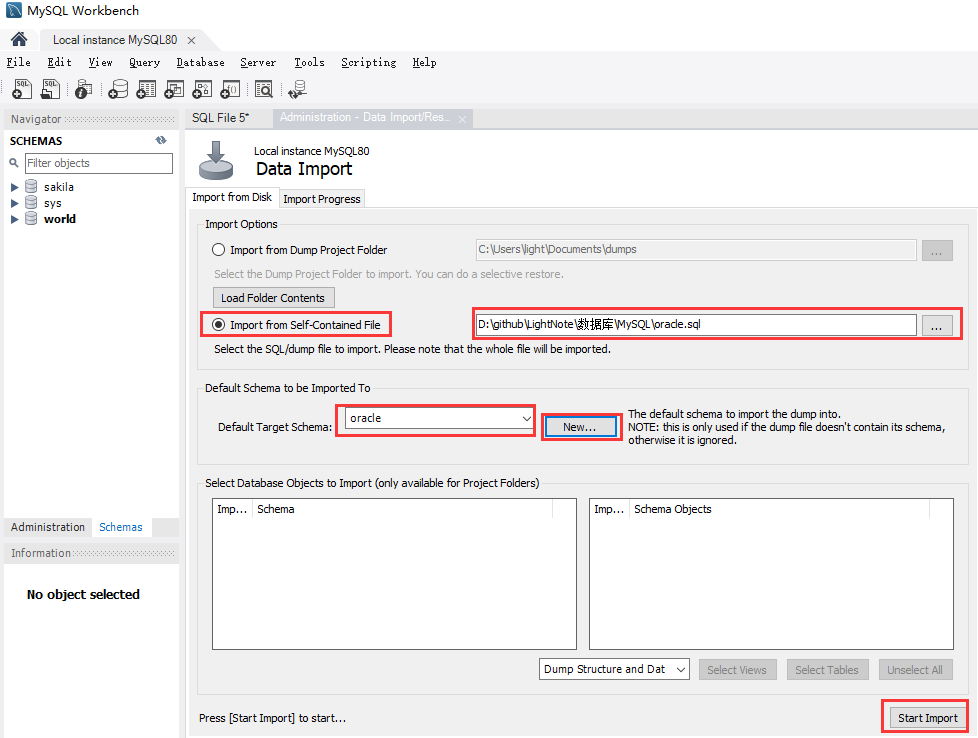 MySQL Workbench
Local instance MySQL80 ×
File Edit View Query Database Server Tools Scripting Help
Navigator
SQL File 5*
Administration - Data Import/Res... ×
SCHEMAS
Filter objects
sakila
sys
world
Local instance MySQL80
Data Import
Import from Disk
Import Progress
Import Options
Import from Dump Project Folder
C:\Users\light\Documents\dumps
...
Select the Dump Project Folder to import. You can do a selective restore.
Load Folder Contents
Import from Self-Contained File
D:\github\LightNote\数据库\MySQL\oracle.sql
...
Select the SQL/dump file to import. Please note that the whole file will be imported.
Default Schema to be Imported To
Default Target Schema:
oracle
New...
The default schema to import the dump into.
NOTE: this is only used if the dump file doesn't contain its schema,
otherwise it is ignored.
Select Database Objects to Import (only available for Project Folders)
Imp... Schema
Imp... Schema Objects
Administration Schemas
Information
No object selected
Dump Structure and Dat
Select Views
Select Tables
Unselect All
Press [Start Import] to start...
Start Import